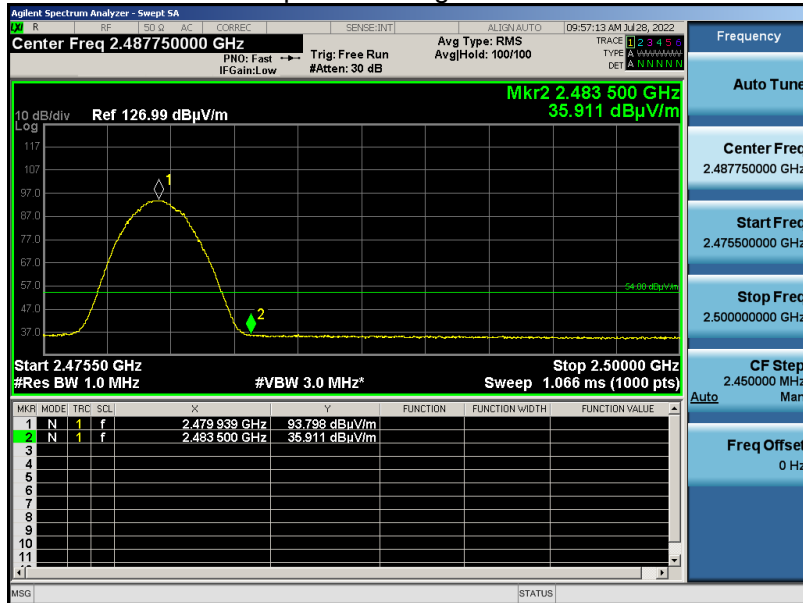 Agilent Spectrum Analyzer - Swept SA
LXI R RF 50 Ω AC CORREC SENSE:INT ALIGN AUTO 09:57:13 AM Jul 28, 2022
Center Freq 2.487750000 GHz Avg Type: RMS TRACE 1 2 3 4 5 6
PNO: Fast Trig: Free Run Avg|Hold: 100/100 TYPE A
IFGain:Low #Atten: 30 dB DET A N N N N N
Mkr2 2.483 500 GHz
35.911 dBµV/m
10 dB/div Ref 126.99 dBµV/m
Log
117
107
97.0
87.0
77.0
67.0
57.0
47.0
37.0
1
2
54.00 dBµV/m
Start 2.47550 GHz Stop 2.50000 GHz
#Res BW 1.0 MHz #VBW 3.0 MHz* Sweep 1.066 ms (1000 pts)
MKR MODE TRC SCL X Y FUNCTION FUNCTION WIDTH FUNCTION VALUE
1 N 1 f 2.479 939 GHz 93.798 dBµV/m
2 N 1 f 2.483 500 GHz 35.911 dBµV/m
3
4
5
6
7
8
9
10
11
MSG STATUS
Frequency
Auto Tune
Center Freq
2.487750000 GHz
Start Freq
2.475500000 GHz
Stop Freq
2.500000000 GHz
CF Step
2.450000 MHz
Auto Man
Freq Offset
0 Hz